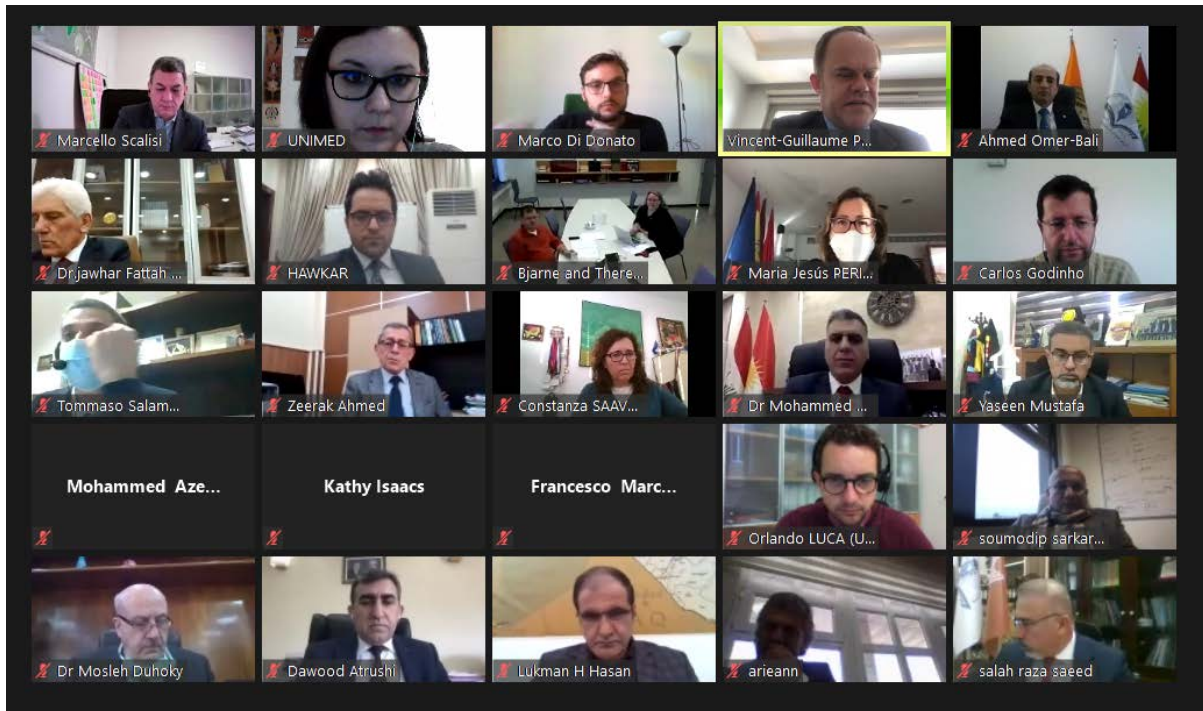 Marcello Scalisi
UNIMED
Marco Di Donato
Vincent-Guillaume P...
Ahmed Omer-Bali
Dr.jawhar Fattah ...
HAWKAR
Bjarne and There...
Maria Jesús PERI...
Carlos Godinho
Tommaso Salam...
Zeerak Ahmed
Constanza SAAV...
Dr Mohammed ...
Yaseen Mustafa
Mohammed Aze...
Kathy Isaacs
Francesco Marc...
Orlando LUCA (U...
soumodip sarkar...
Dr Mosleh Duhoky
Dawood Atrushi
Lukman H Hasan
arieann
salah raza saeed